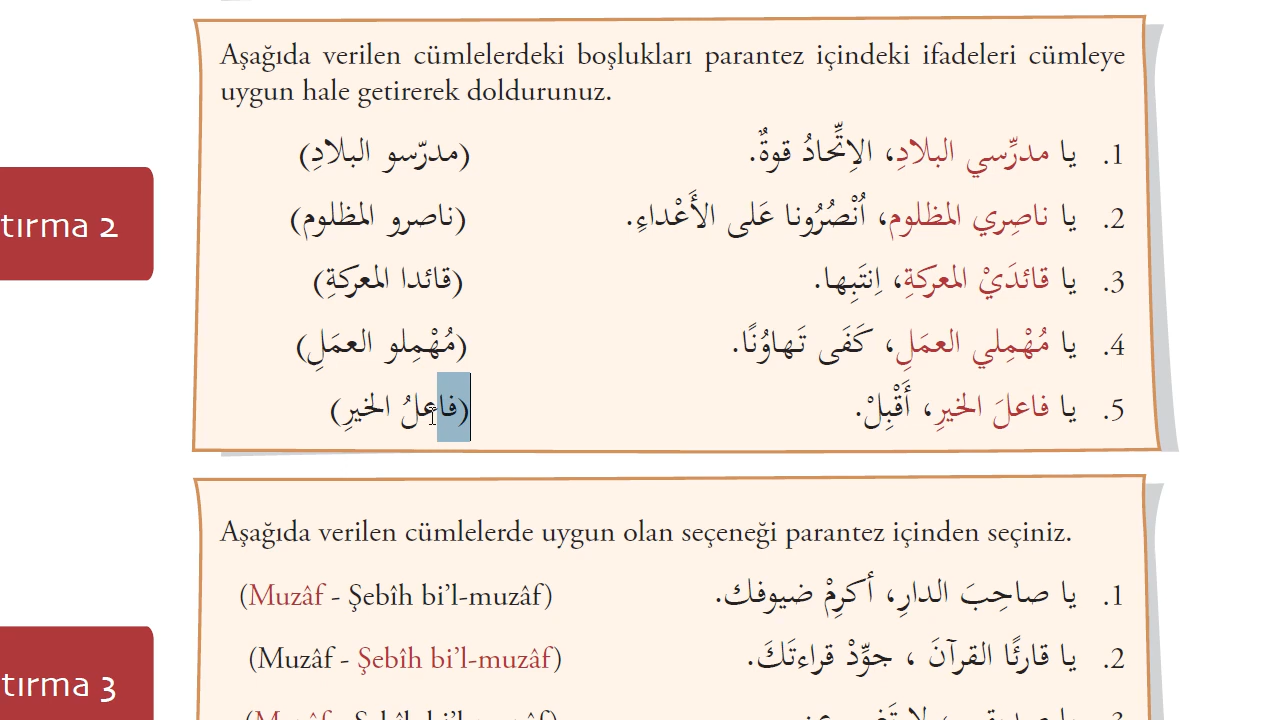 Aşağıda verilen cümlelerdeki boşlukları parantez içindeki ifadeleri cümleye
uygun hale getirerek doldurunuz.
1. يا مدرِّسي البلادِ، الاِتِّحادُ قوةٌ. (مدرّسو البلادِ)
tırma 2
2. يا ناصِري المظلوم، اُنْصُرُونا عَلى الأَعْداءِ. (ناصرو المظلوم)
3. يا قائدَيْ المعركةِ، اِنتَبِها. (قائدا المعركةِ)
4. يا مُهْمِلي العمَلِ، كَفَى تَهاوُنًا. (مُهْمِلو العمَلِ)
5. يا فاعلَ الخيرِ، أَقْبِلْ. (فاعلُ الخيرِ)
Aşağıda verilen cümlelerde uygun olan seçeneği parantez içinden seçiniz.
1. يا صاحِبَ الدارِ، أكرِمْ ضيوفك. (Muzâf - Şebîh bi’l-muzâf)
2. يا قارئًا القرآنَ ، جوِّدْ قراءتَكَ. (Muzâf - Şebîh bi’l-muzâf)
tırma 3